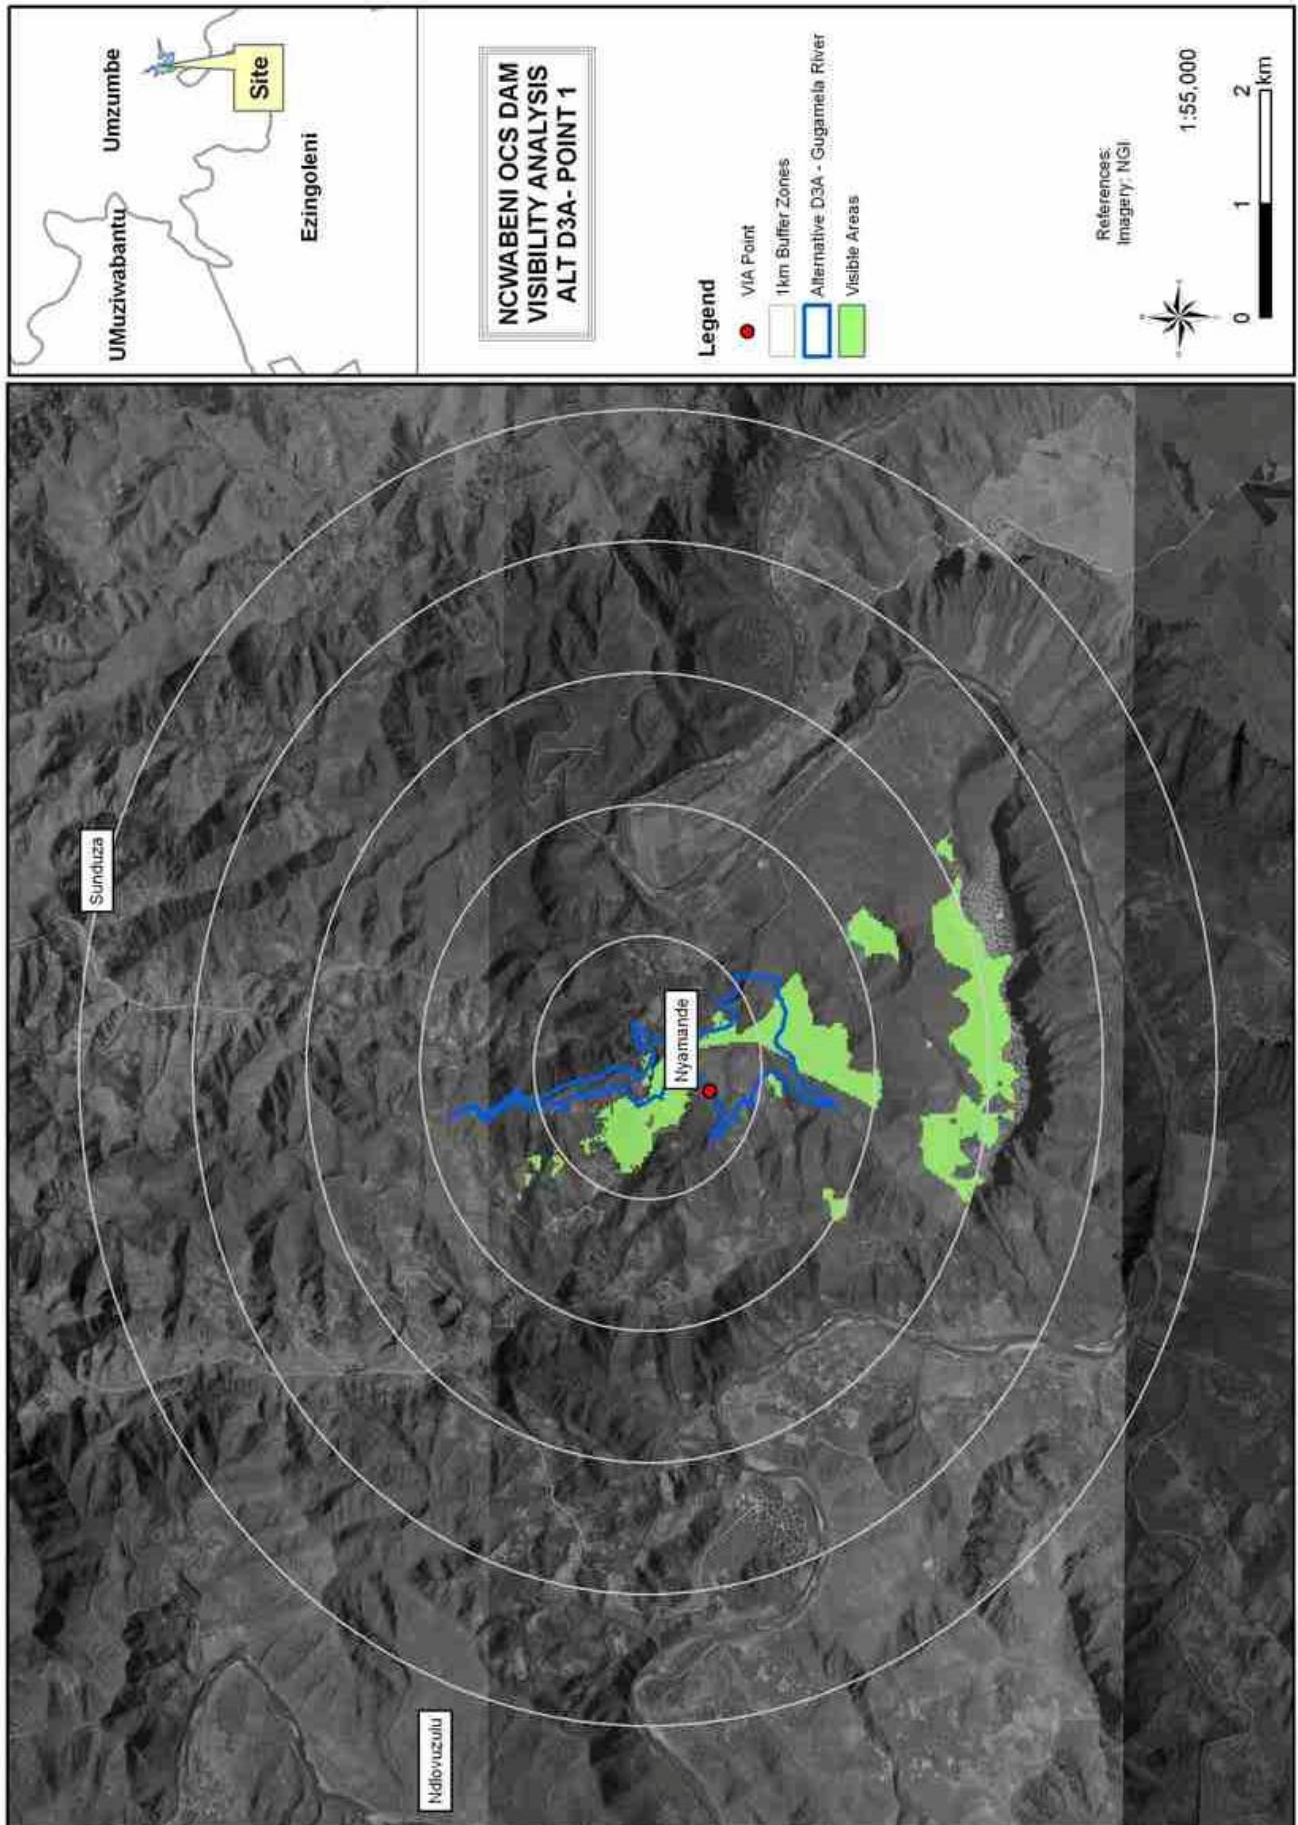 UMuziwabantu
Umzumbe
Site
Ezingoleni
NCWABENI OCS DAM
VISIBILITY ANALYSIS
ALT D3A- POINT 1
Legend
VIA Point
1km Buffer Zones
Alternative D3A - Gugamela River
Visible Areas
References:
Imagery: NGI
1:55,000
0 1 2
km
Sunduza
Nyamande
Ndlovuzulu